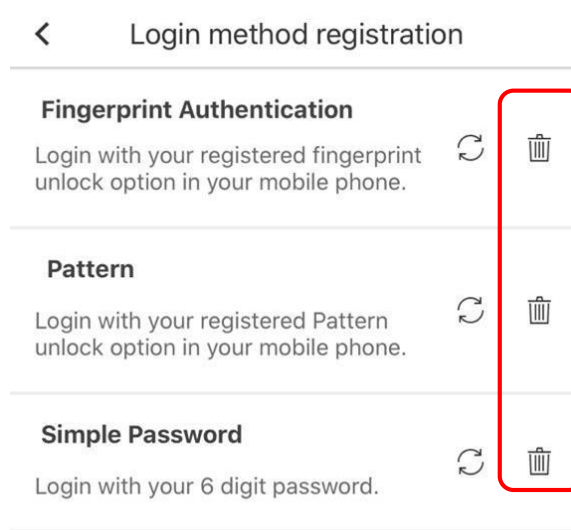 Login method registration
Fingerprint Authentication
Login with your registered fingerprint
unlock option in your mobile phone.
Pattern
Login with your registered Pattern
unlock option in your mobile phone.
Simple Password
Login with your 6 digit password.